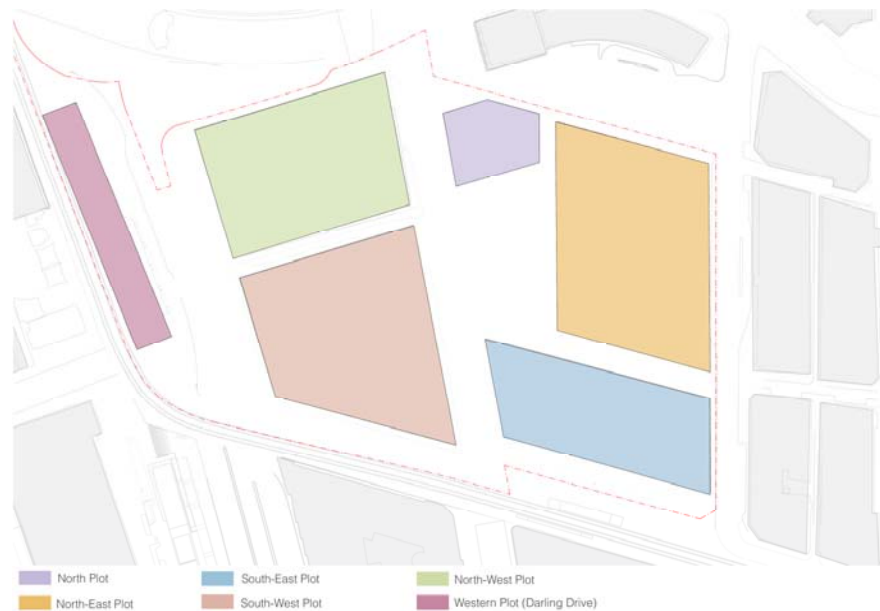 North Plot
South-East Plot
North-West Plot
North-East Plot
South-West Plot
Western Plot (Darling Drive)